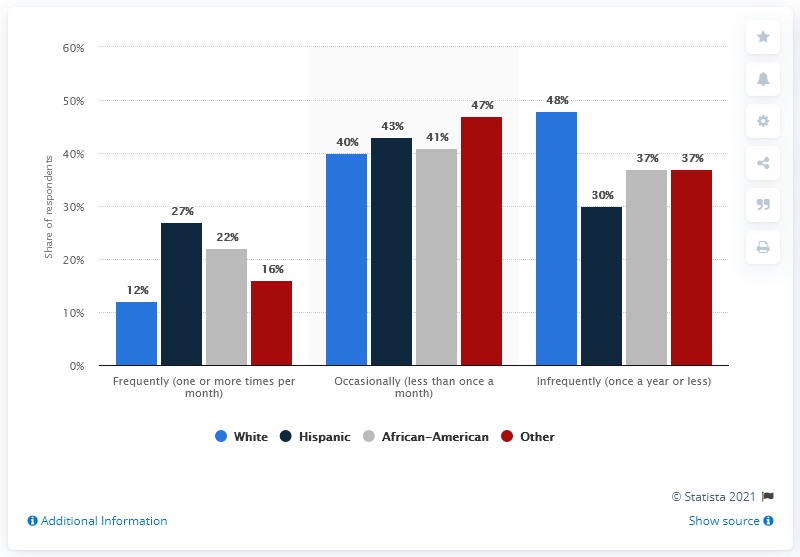 60%
50%
40%
30%
20%
10%
0%
Share of respondents
12%
27%
22%
16%
40%
43%
41%
47%
48%
30%
37%
37%
Frequently (one or more times per
month)
Occasionally (less than once a
month)
Infrequently (once a year or less)
White Hispanic African-American Other
© Statista 2021
Additional Information
Show source